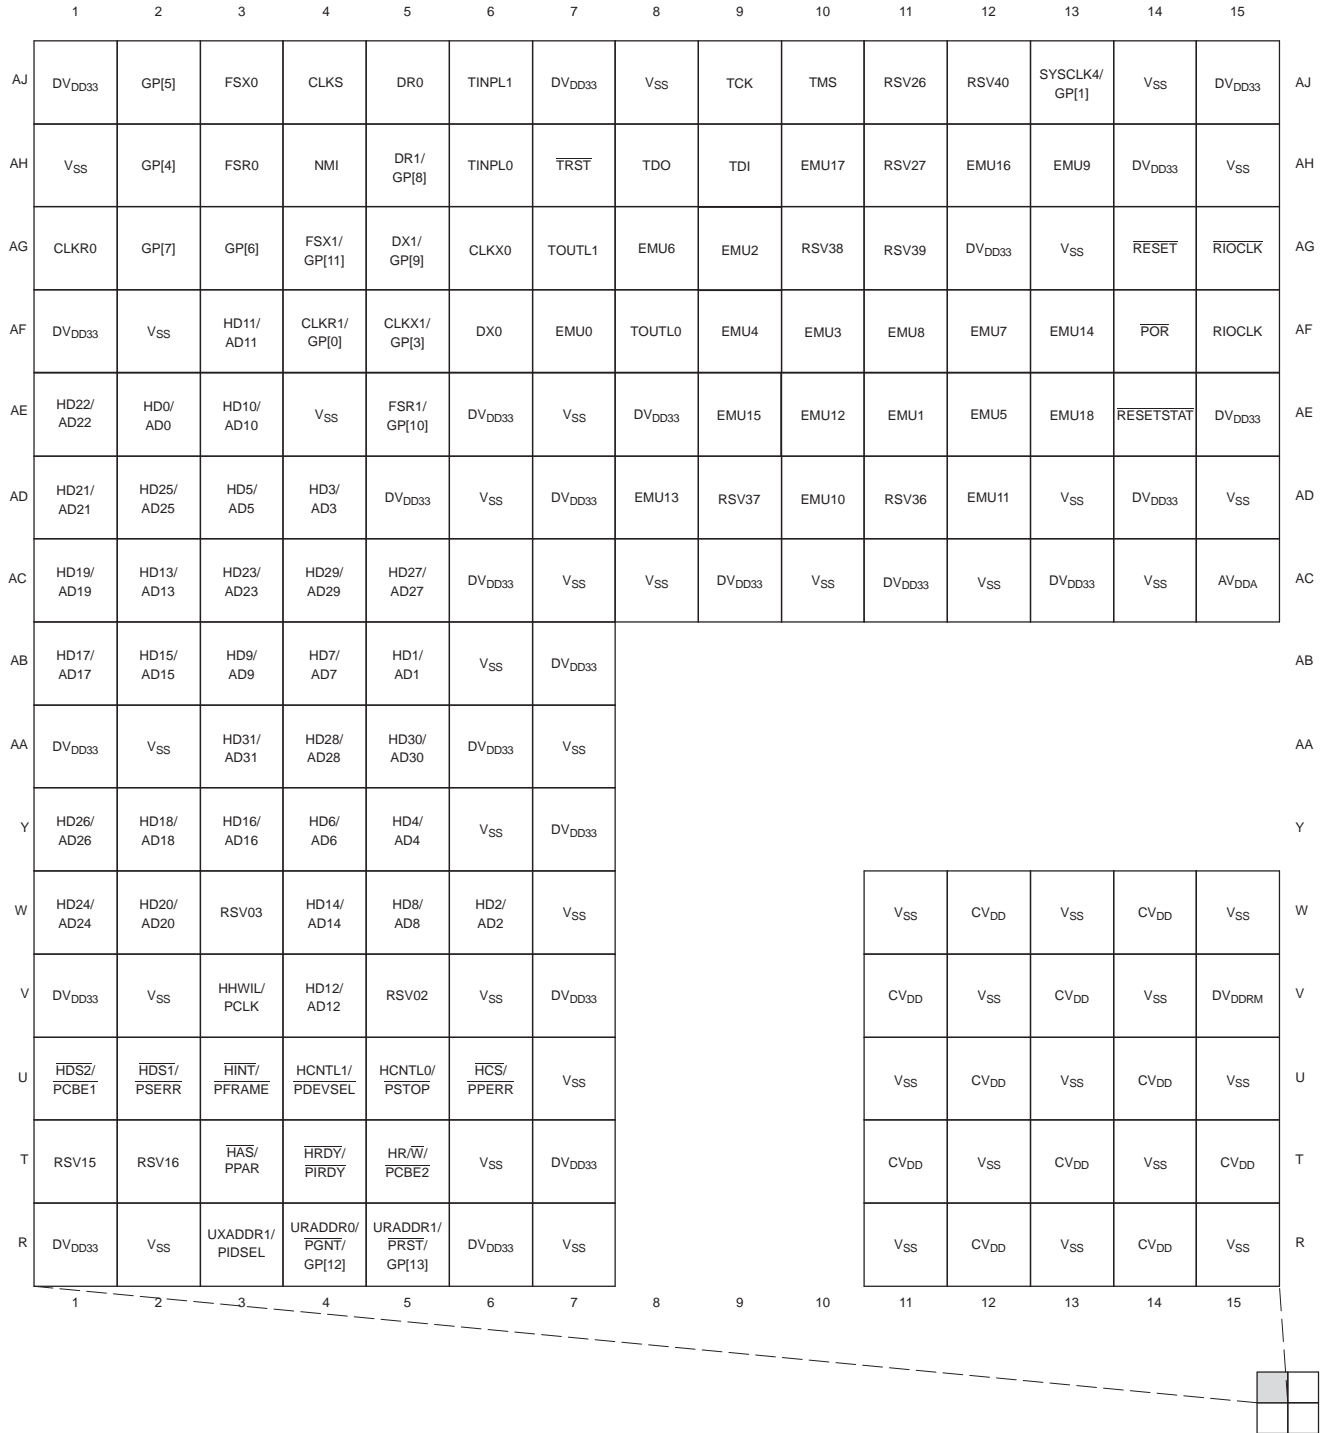 1 2 3 4 5 6 7 8 9 10 11 12 13 14 15
AJ DVDD33 GP[5] FSX0 CLKS DR0 TINPL1 DVDD33 VSS TCK TMS RSV26 RSV40 SYSCLK4/ GP[1] VSS DVDD33 AJ
AH VSS GP[4] FSR0 NMI DR1/ GP[8] TINPL0 TRST TDO TDI EMU17 RSV27 EMU16 EMU9 DVDD33 VSS AH
AG CLKR0 GP[7] GP[6] FSX1/ GP[11] DX1/ GP[9] CLKX0 TOUTL1 EMU6 EMU2 RSV38 RSV39 DVDD33 VSS RESET RIOCLK AG
AF DVDD33 VSS HD11/ AD11 CLKR1/ GP[0] CLKX1/ GP[3] DX0 EMU0 TOUTL0 EMU4 EMU3 EMU8 EMU7 EMU14 POR RIOCLK AF
AE HD22/ AD22 HD0/ AD0 HD10/ AD10 VSS FSR1/ GP[10] DVDD33 VSS DVDD33 EMU15 EMU12 EMU1 EMU5 EMU18 RESETSTAT DVDD33 AE
AD HD21/ AD21 HD25/ AD25 HD5/ AD5 HD3/ AD3 DVDD33 VSS DVDD33 EMU13 RSV37 EMU10 RSV36 EMU11 VSS DVDD33 VSS AD
AC HD19/ AD19 HD13/ AD13 HD23/ AD23 HD29/ AD29 HD27/ AD27 DVDD33 VSS VSS DVDD33 VSS DVDD33 VSS DVDD33 VSS AVDDA AC
AB HD17/ AD17 HD15/ AD15 HD9/ AD9 HD7/ AD7 HD1/ AD1 VSS DVDD33 AB
AA DVDD33 VSS HD31/ AD31 HD28/ AD28 HD30/ AD30 DVDD33 VSS AA
Y HD26/ AD26 HD18/ AD18 HD16/ AD16 HD6/ AD6 HD4/ AD4 VSS DVDD33 Y
W HD24/ AD24 HD20/ AD20 RSV03 HD14/ AD14 HD8/ AD8 HD2/ AD2 VSS VSS CVDD VSS CVDD VSS W
V DVDD33 VSS HHWIL/ PCLK HD12/ AD12 RSV02 VSS DVDD33 CVDD VSS CVDD VSS DVDDRM V
U HDS2/ PCBE1 HDS1/ PSERR HINT/ PFRAME HCNTL1/ PDEVSEL HCNTL0/ PSTOP HCS/ PPERR VSS VSS CVDD VSS CVDD VSS U
T RSV15 RSV16 HAS/ PPAR HRDY/ PIRDY HR/W/ PCBE2 VSS DVDD33 CVDD VSS CVDD VSS CVDD T
R DVDD33 VSS UXADDR1/ PIDSEL URADDR0/ PGNT/ GP[12] URADDR1/ PRST/ GP[13] DVDD33 VSS VSS CVDD VSS CVDD VSS R
1 2 3 4 5 6 7 8 9 10 11 12 13 14 15